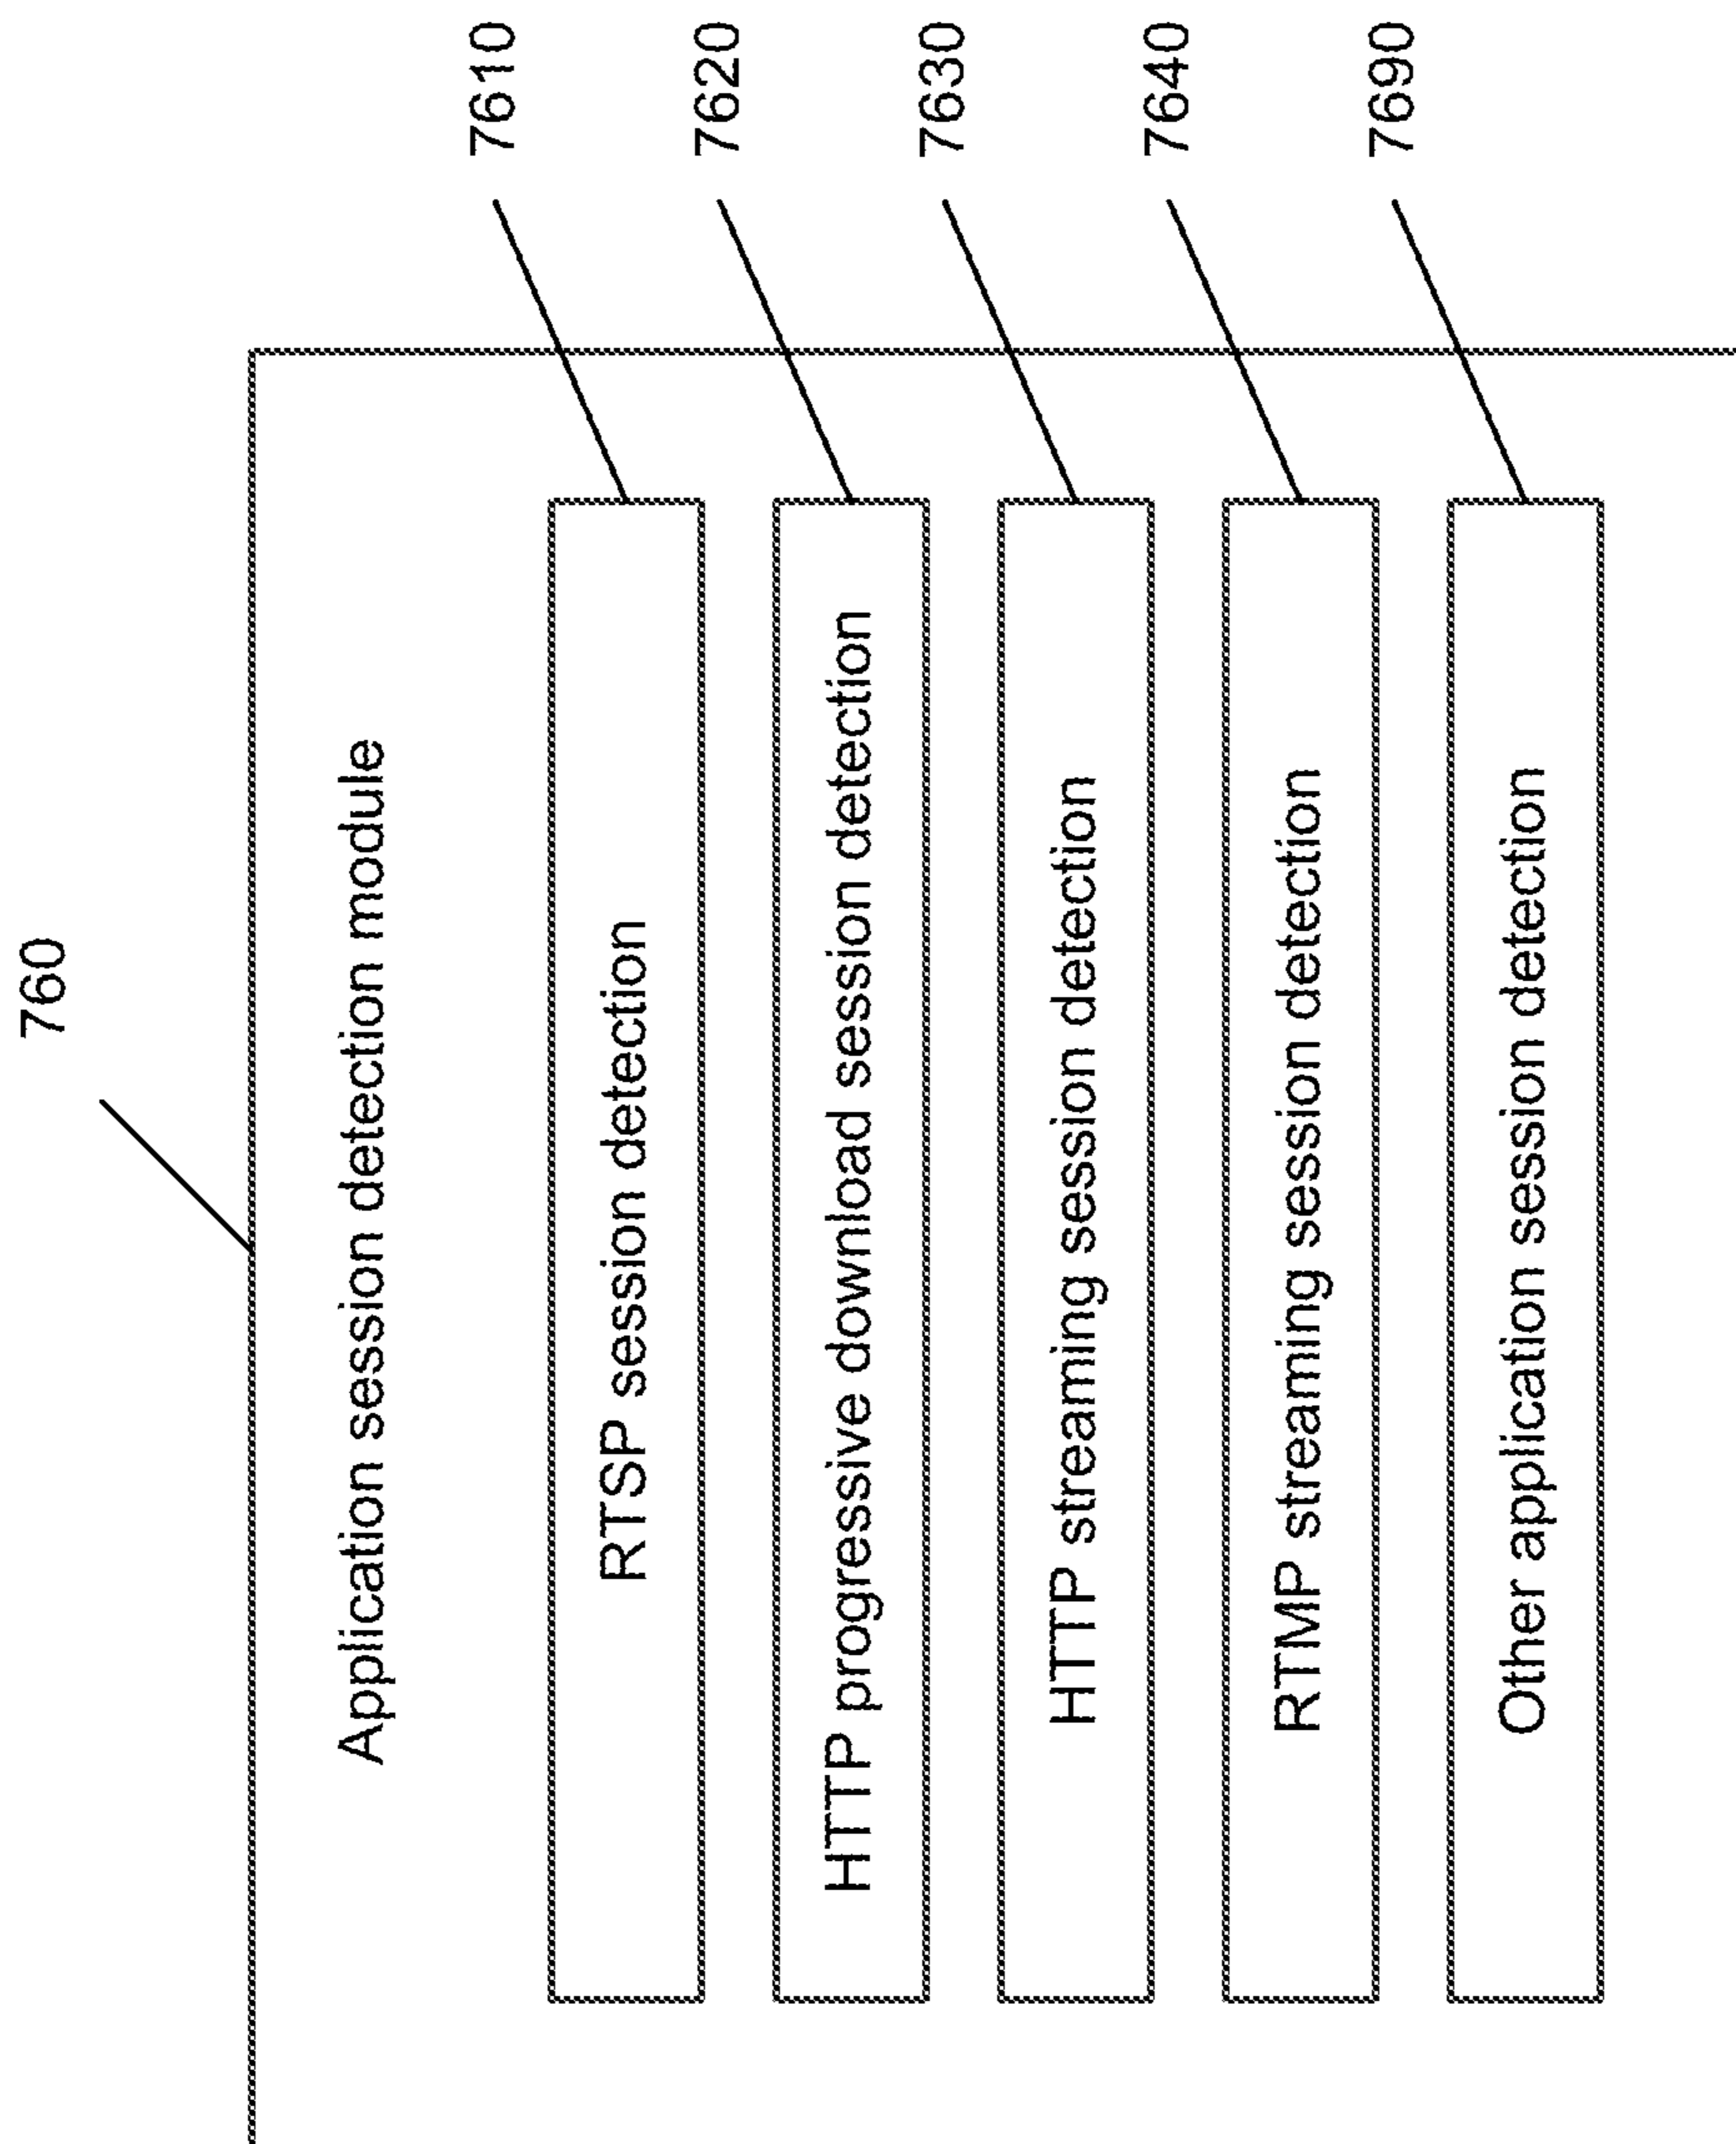 760
Application session detection module
RTSP session detection
7610
HTTP progressive download session detection
7620
HTTP streaming session detection
7630
RTMP streaming session detection
7640
Other application session detection
7690